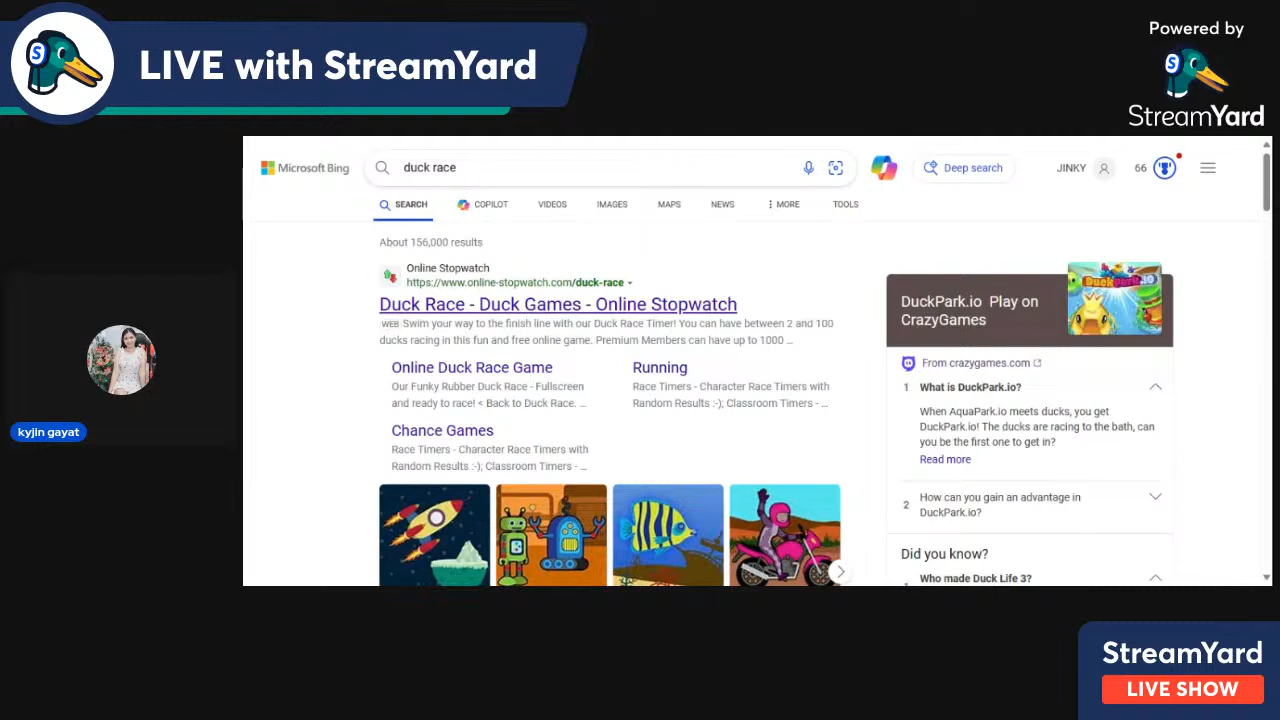 LIVE with StreamYard
Powered by
StreamYard
Microsoft Bing
duck race
Deep search
JINKY
66
SEARCH
COPILOT
VIDEOS
IMAGES
MAPS
NEWS
MORE
TOOLS
About 156,000 results
Online Stopwatch
https://www.online-stopwatch.com/duck-race
Duck Race - Duck Games - Online Stopwatch
WEB Swim your way to the finish line with our Duck Race Timer! You can have between 2 and 100
ducks racing in this fun and free online game. Premium Members can have up to 1000 ...
Online Duck Race Game
Our Funky Rubber Duck Race - Fullscreen
and ready to race! < Back to Duck Race. ...
Running
Race Timers - Character Race Timers with
Random Results :-); Classroom Timers - ...
Chance Games
Race Timers - Character Race Timers with
Random Results :-); Classroom Timers - ...
DuckPark.io Play on
CrazyGames
DuckPark.IO
From crazygames.com
1 What is DuckPark.io?
When AquaPark.io meets ducks, you get
DuckPark.io! The ducks are racing to the bath, can
you be the first one to get in?
Read more
2 How can you gain an advantage in
DuckPark.io?
Did you know?
Who made Duck Life 3?
kyjin gayat
StreamYard
LIVE SHOW